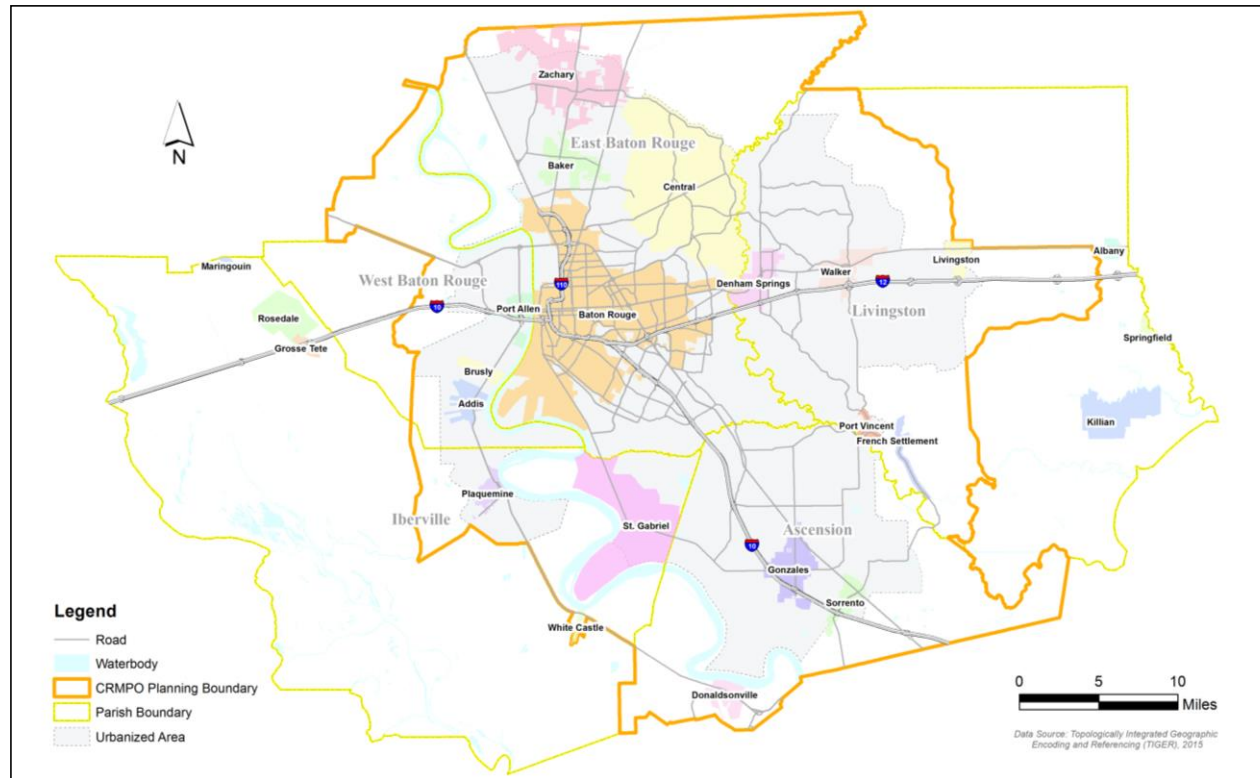 Zachary
East Baton Rouge
Baker
Central
N
Maringouin
West Baton Rouge
110
Denham Springs
Walker
Livingston
Albany
12
10
Port Allen
Baton Rouge
Livingston
Rosedale
Grosse Tete
Springfield
Brusly
Addis
Port Vincent
Killian
French Settlement
Plaquemine
Iberville
St. Gabriel
Ascension
10
Gonzales
Sorrento
White Castle
Donaldsonville
Legend
Road
Waterbody
CRMPO Planning Boundary
Parish Boundary
Urbanized Area
0 5 10
Miles
Data Source: Topologically Integrated Geographic
Encoding and Referencing (TIGER), 2015